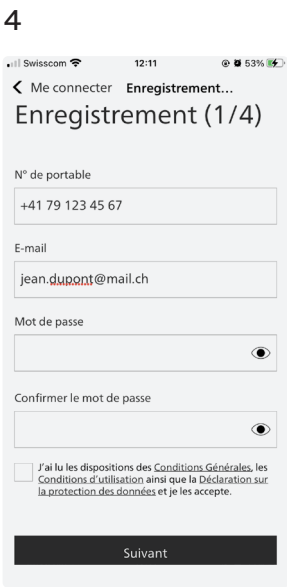 4
Swisscom 12:11 53%
Me connecter Enregistrement...
Enregistrement (1/4)
N° de portable
+41 79 123 45 67
E-mail
jean.dupont@mail.ch
Mot de passe
Confirmer le mot de passe
J'ai lu les dispositions des Conditions Générales, les
Conditions d'utilisation ainsi que la Déclaration sur
la protection des données et je les accepte.
Suivant